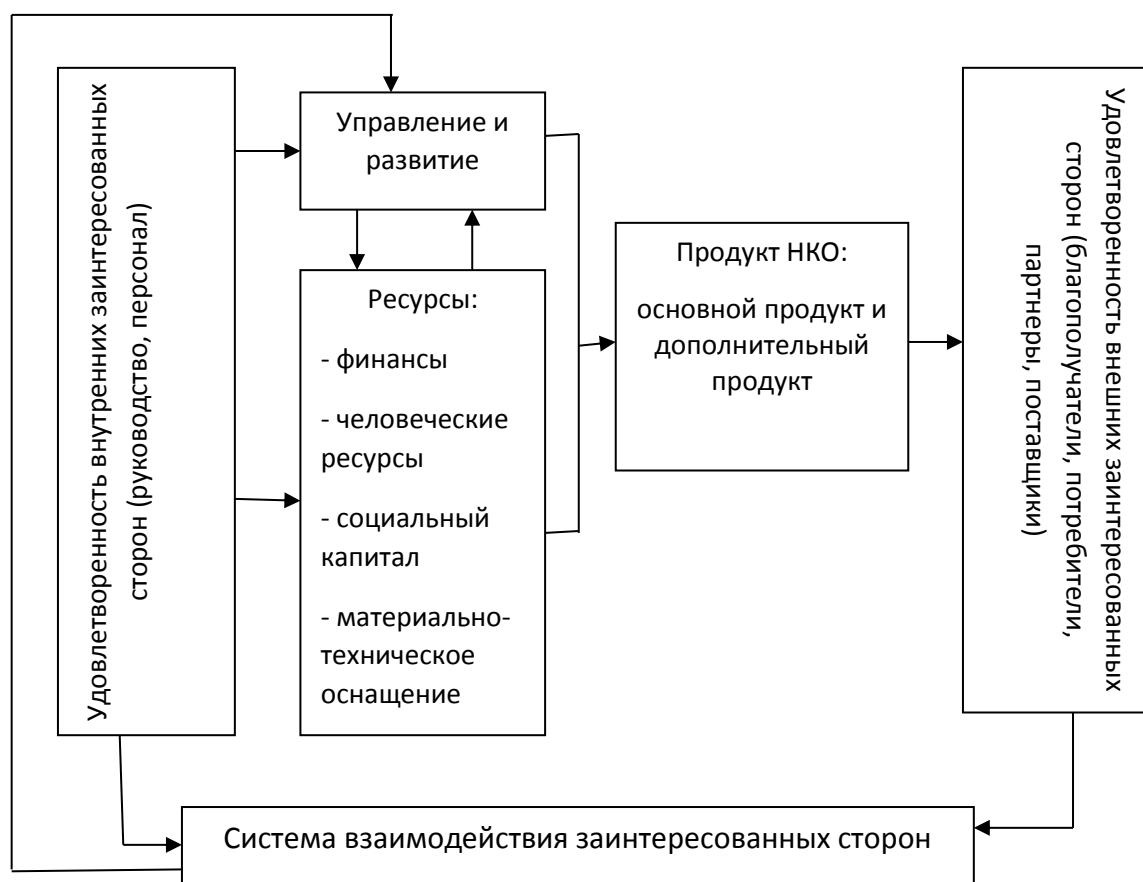 Удовлетворенность внутренних заинтересованных
сторон (руководство, персонал)
Управление и
развитие
Ресурсы:
- финансы
- человеческие
ресурсы
- социальный
капитал
- материально-
техническое
оснащение
Продукт НКО:
основной продукт и
дополнительный
продукт
Удовлетворенность внешних заинтересованных
сторон (благополучатели, потребители,
партнеры, поставщики)
Система взаимодействия заинтересованных сторон